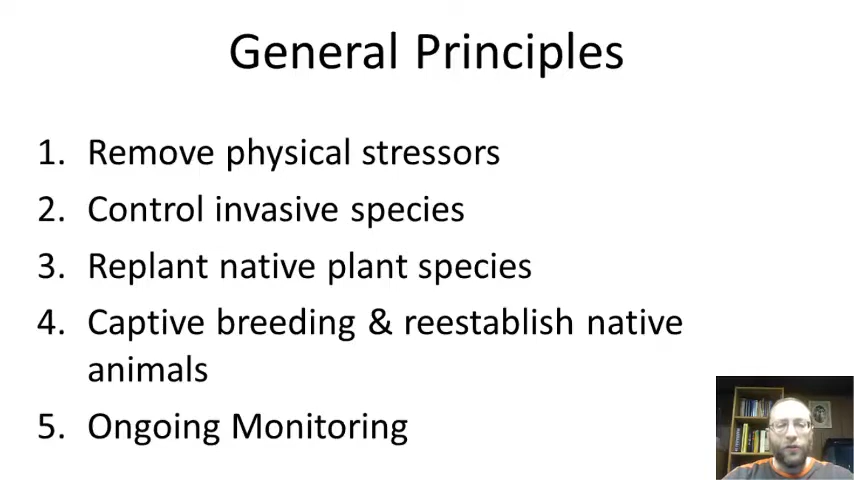 General Principles
1. Remove physical stressors
2. Control invasive species
3. Replant native plant species
4. Captive breeding & reestablish native
animals
5. Ongoing Monitoring